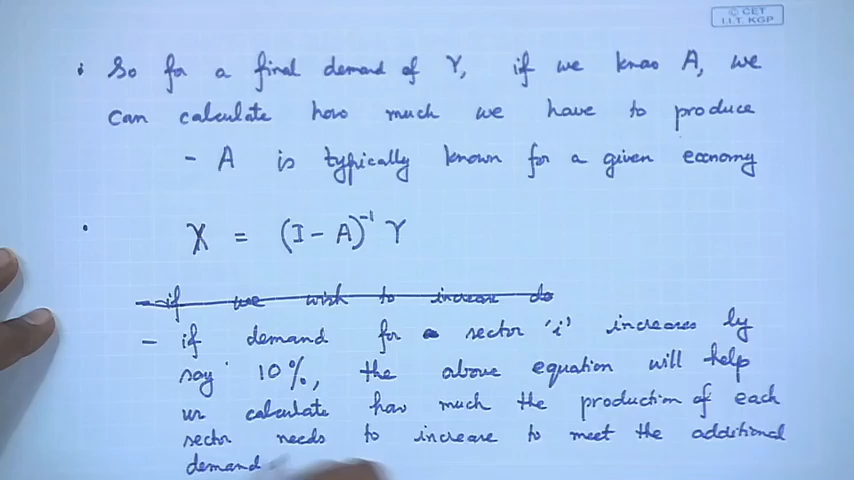 © CET
I.I.T. KGP
So for a final demand of Y, if we know A, we
can calculate how much we have to produce
- A is typically known for a given economy
X = (I - A)⁻¹ Y
- if we wish to increase de
- if demand for a sector 'i' increases by
say 10%, the above equation will help
us calculate how much the production of each
sector needs to increase to meet the additional
demand